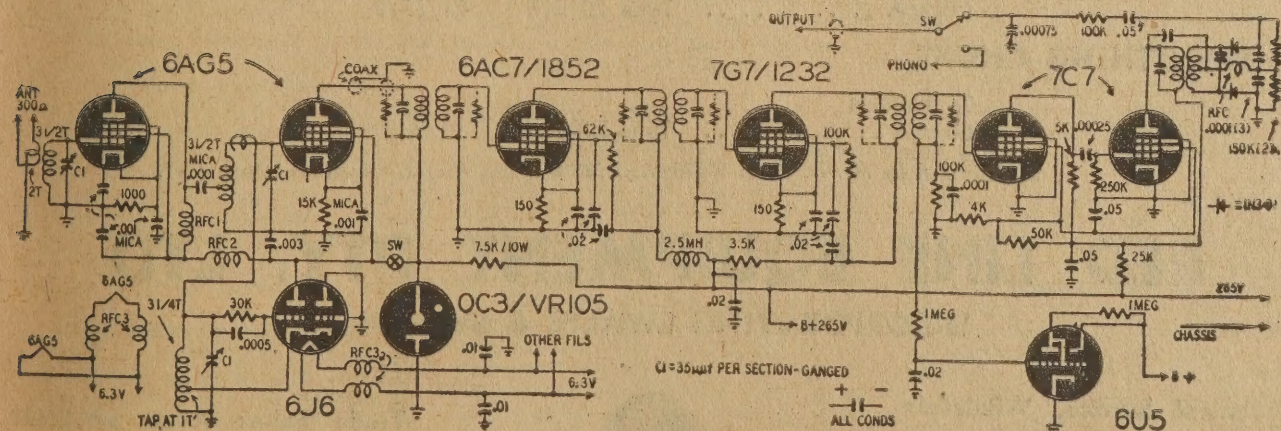 OUTPUT
SW
.00075
100K
.05
PHONO
6AG5
COAX
6AC7/1852
7G7/1232
7C7
ANT
300Ω
3 1/2T
2T
C1
1000
.001
MICA
3 1/2T
MICA
.0001
RFC1
RFC2
C1
15K
MICA
.001
.003
SW
62K
150
.02
7.5K/10W
100K
150
.02
2.5MH
3.5K
.02
100K
.0001
4K
50K
5K
.00025
250K
.05
.05
25K
RFC
.0001(3)
150K(2)
=1N34
265V
CHASSIS
6AG5
RFC3
6AG5
6.3V
3 1/4T
30K
.0005
C1
TAP AT 1T
6J6
OC3/VR105
RFC3
.01
OTHER FILS
6.3V
.01
B+265V
C1=35µµf PER SECTION-GANGED
+ −
ALL CONDS
1MEG
.02
1MEG
B+
6U5